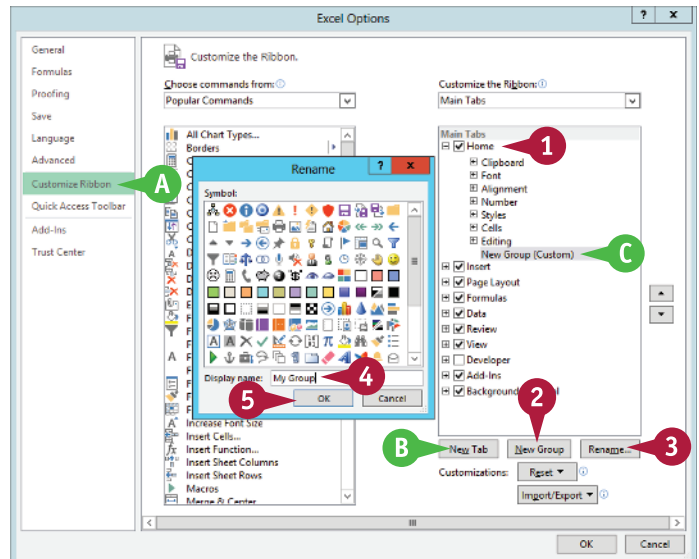 Excel Options
? x
General
Formulas
Proofing
Save
Language
Advanced
Customize Ribbon
Quick Access Toolbar
Add-Ins
Trust Center
A
Customize the Ribbon.
Choose commands from:
Popular Commands
All Chart Types...
Borders
A
F
Increase Font Size
Insert Cells...
fx Insert Function...
Insert Sheet Columns
Insert Sheet Rows
Macros
Merge & Center
Rename
? x
Symbol:
Display name: My Group
4
5
OK
Cancel
Customize the Ribbon:
Main Tabs
Main Tabs
Home
1
Clipboard
Font
Alignment
Number
Styles
Cells
Editing
New Group (Custom)
C
Insert
Page Layout
Formulas
Data
Review
View
Developer
Add-Ins
2
B
New Tab
New Group
Rename...
3
Customizations:
Reset
Import/Export
OK
Cancel